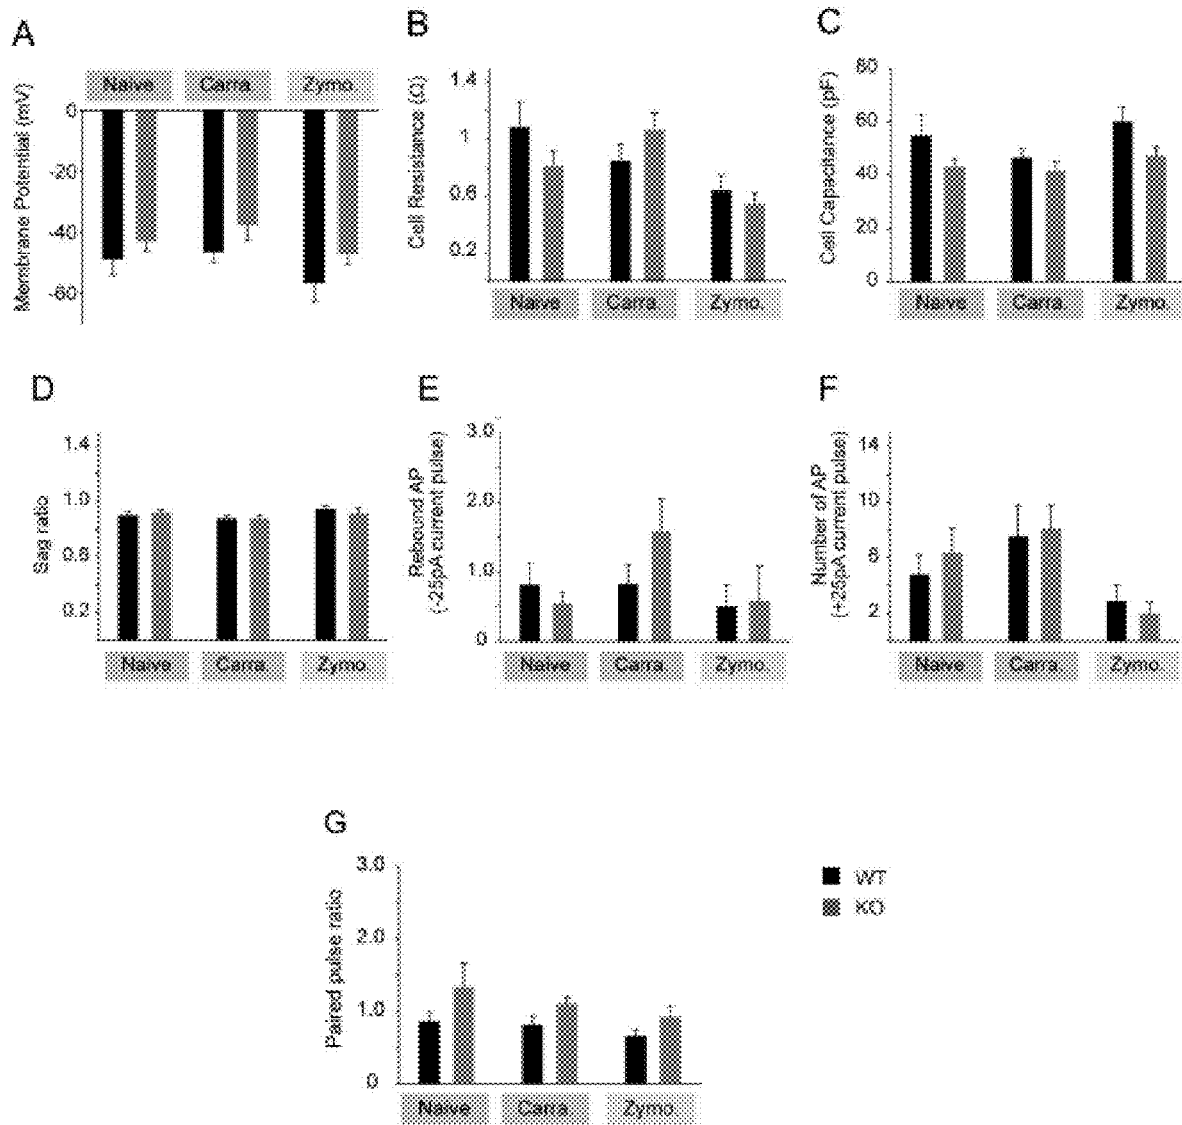 A
Naive Carra. Zymo.
Membrane Potential (mV)
0
-20
-40
-60
B
Cell Resistance (Ω)
1.4
1
0.6
0.2
Naive Carra. Zymo.
C
Cell Capacitance (pF)
80
60
40
20
0
Naive Carra. Zymo.
D
Sag ratio
1.4
1.0
0.6
0.2
Naive Carra. Zymo.
E
Rebound AP
(-25pA current pulse)
3.0
2.0
1.0
0
Naive Carra. Zymo.
F
Number of AP
(+25pA current pulse)
14
10
6
2
Naive Carra. Zymo.
G
Paired pulse ratio
3.0
2.0
1.0
0
Naive Carra. Zymo.
WT
KO